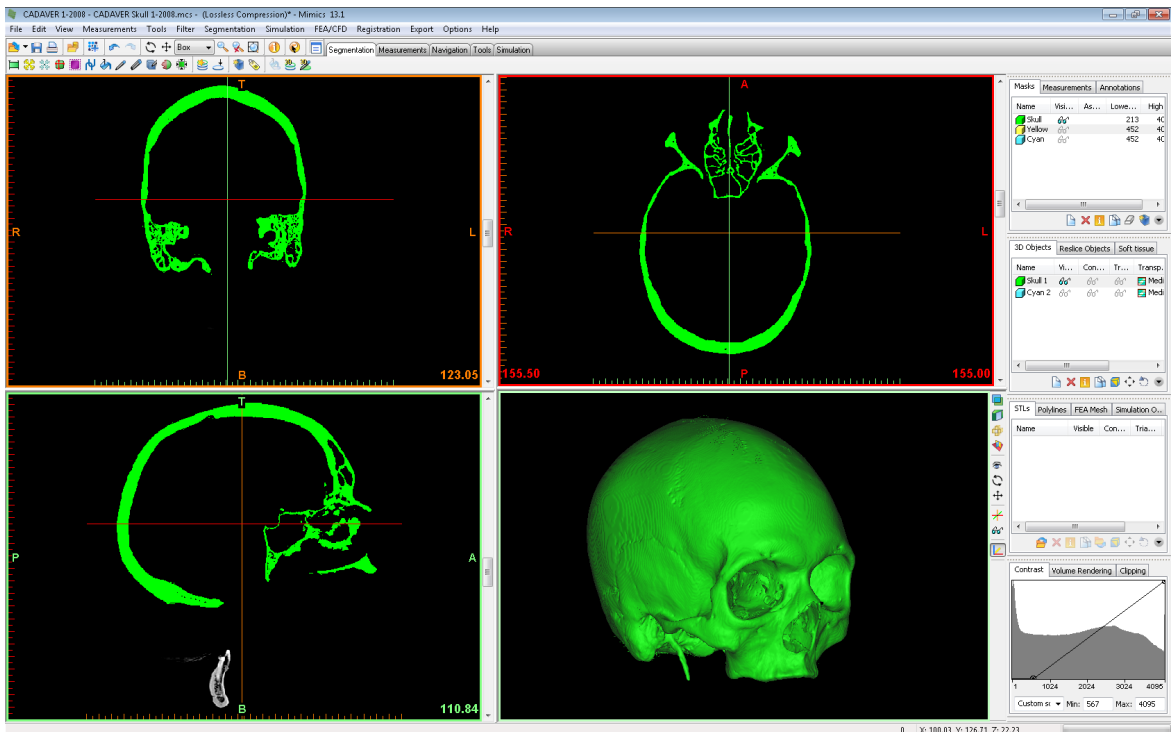 CADAVER 1-2008 - CADAVER Skull 1-2008.mcs - (Lossless Compression)* - Mimics 13.1
File Edit View Measurements Tools Filter Segmentation Simulation FEA/CFD Registration Export Options Help
Box Segmentation Measurements Navigation Tools Simulation
T
R L
B
123.05
A
R L
P
155.50 155.00
T
P A
B
110.84
Masks Measurements Annotations
Name Visi... As... Lowe... High
Skull 213 40
Yellow 452 40
Cyan 452 40
3D Objects Reslice Objects Soft tissue
Name Vi... Con... Tr... Transp.
Skull 1 Medi
Cyan 2 Medi
STLs Polylines FEA Mesh Simulation O...
Name Visible Con... Tria...
Contrast Volume Rendering Clipping
1 1024 2024 3024 4095
Custom si Min: 567 Max: 4095
0 X: 100.03 Y: 126.71 Z: 22.23